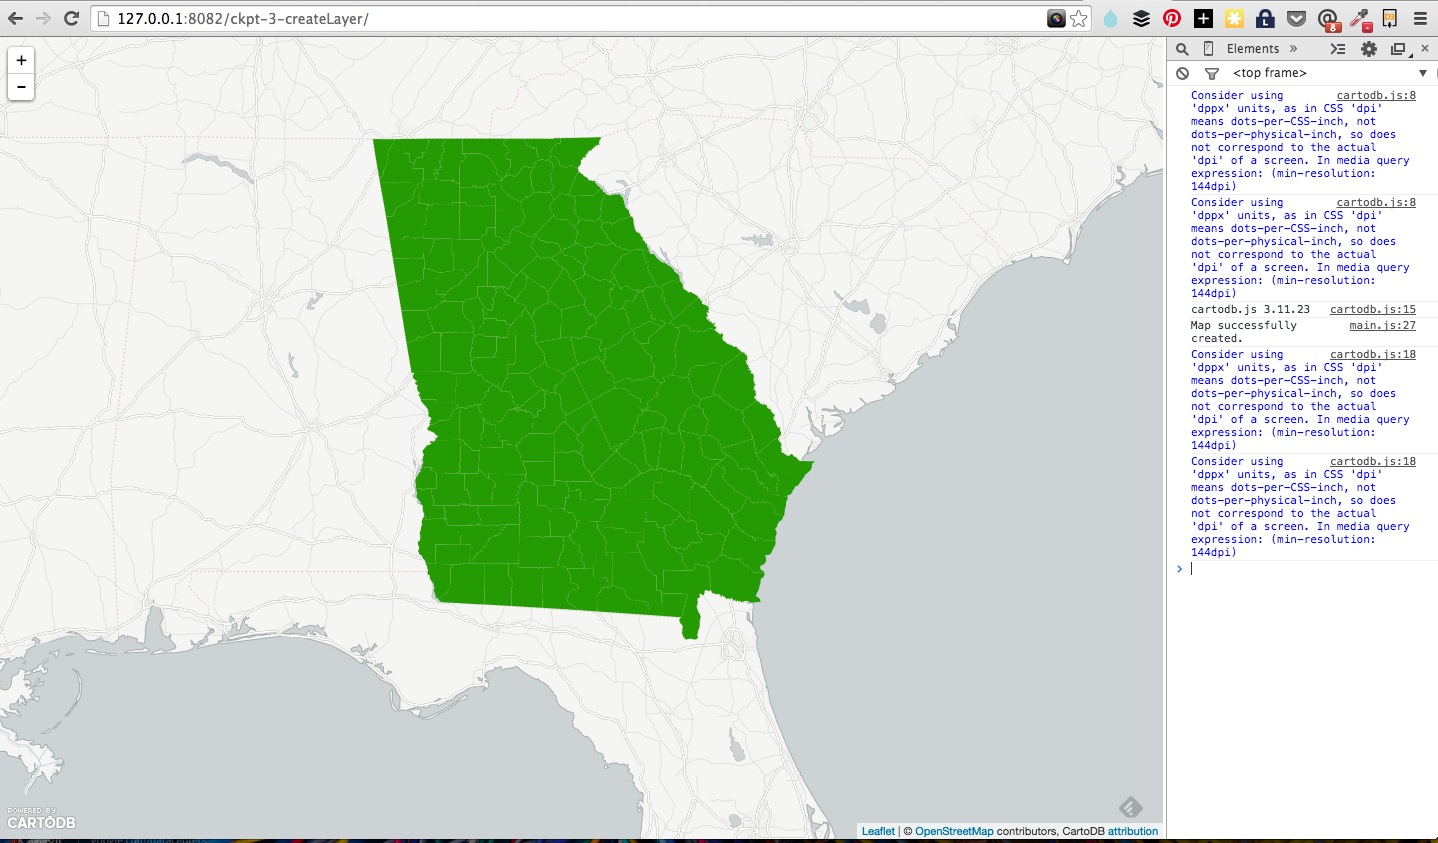 127.0.0.1:8082/ckpt-3-createLayer/
8
+
-
Elements »
<top frame>
Consider using cartodb.js:8
'dppx' units, as in CSS 'dpi'
means dots-per-CSS-inch, not
dots-per-physical-inch, so does
not correspond to the actual
'dpi' of a screen. In media query
expression: (min-resolution:
144dpi)
Consider using cartodb.js:8
'dppx' units, as in CSS 'dpi'
means dots-per-CSS-inch, not
dots-per-physical-inch, so does
not correspond to the actual
'dpi' of a screen. In media query
expression: (min-resolution:
144dpi)
cartodb.js 3.11.23 cartodb.js:15
Map successfully main.js:27
created.
Consider using cartodb.js:18
'dppx' units, as in CSS 'dpi'
means dots-per-CSS-inch, not
dots-per-physical-inch, so does
not correspond to the actual
'dpi' of a screen. In media query
expression: (min-resolution:
144dpi)
Consider using cartodb.js:18
'dppx' units, as in CSS 'dpi'
means dots-per-CSS-inch, not
dots-per-physical-inch, so does
not correspond to the actual
'dpi' of a screen. In media query
expression: (min-resolution:
144dpi)
>
POWERED BY
CARTODB
Leaflet | © OpenStreetMap contributors, CartoDB attribution